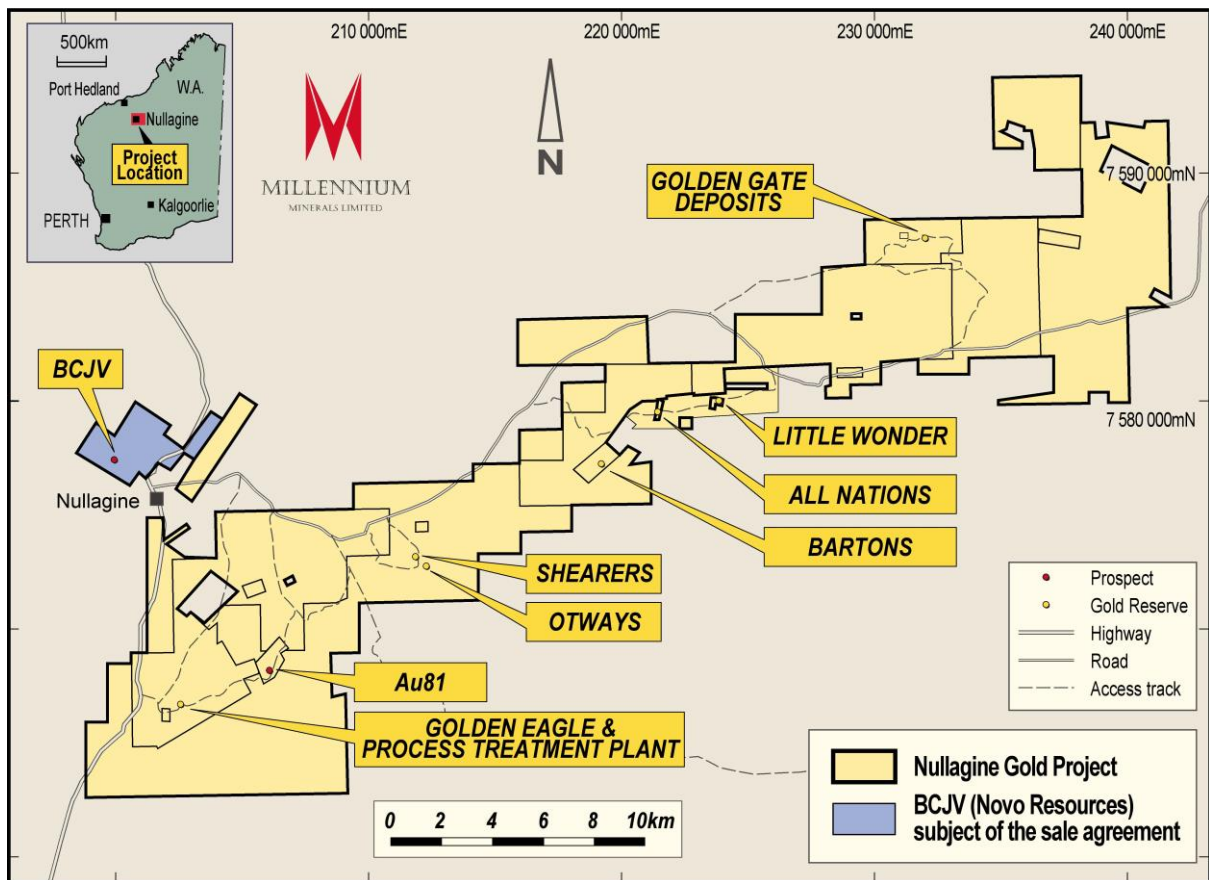 210 000mE
220 000mE
230 000mE
240 000mE
500km
Port Hedland
W.A.
Nullagine
Project
Location
Kalgoorlie
PERTH
MILLENNIUM
MINERALS LIMITED
N
GOLDEN GATE
DEPOSITS
7 590 000mN
BCJV
7 580 000mN
LITTLE WONDER
Nullagine
ALL NATIONS
BARTONS
SHEARERS
OTWAYS
Au81
GOLDEN EAGLE &
PROCESS TREATMENT PLANT
Prospect
Gold Reserve
Highway
Road
Access track
0 2 4 6 8 10km
Nullagine Gold Project
BCJV (Novo Resources)
subject of the sale agreement